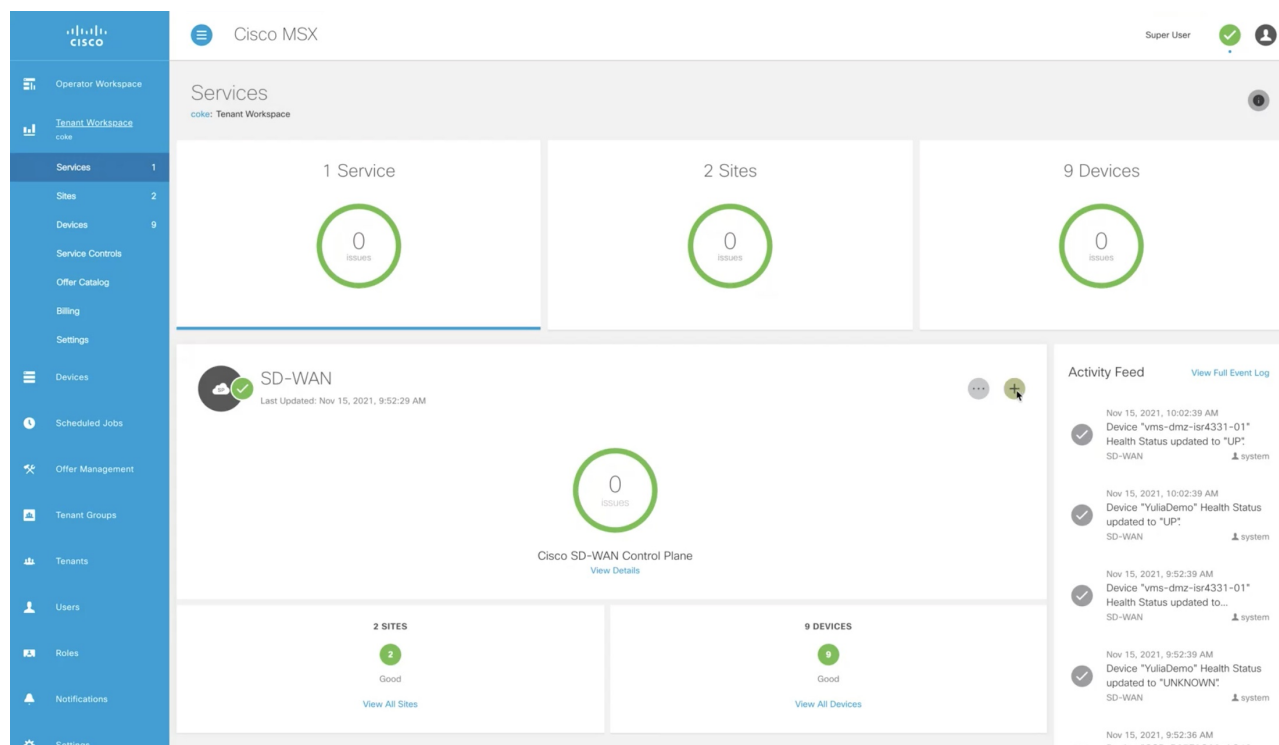 CISCO
Cisco MSX
Super User
Operator Workspace
Tenant Workspace
coke
Services 1
Sites 2
Devices 9
Service Controls
Offer Catalog
Billing
Settings
Devices
Scheduled Jobs
Offer Management
Tenant Groups
Tenants
Users
Roles
Notifications
Settings
Services
coke: Tenant Workspace
1 Service
0
issues
2 Sites
0
issues
9 Devices
0
issues
SD-WAN
Last Updated: Nov 15, 2021, 9:52:29 AM
0
issues
Cisco SD-WAN Control Plane
View Details
2 SITES
2
Good
View All Sites
9 DEVICES
9
Good
View All Devices
Activity Feed
View Full Event Log
Nov 15, 2021, 10:02:39 AM
Device "vms-dmz-isr4331-01"
Health Status updated to "UP".
SD-WAN system
Nov 15, 2021, 10:02:39 AM
Device "YuliaDemo" Health Status
updated to "UP".
SD-WAN system
Nov 15, 2021, 9:52:39 AM
Device "vms-dmz-isr4331-01"
Health Status updated to...
SD-WAN system
Nov 15, 2021, 9:52:39 AM
Device "YuliaDemo" Health Status
updated to "UNKNOWN".
SD-WAN system
Nov 15, 2021, 9:52:36 AM